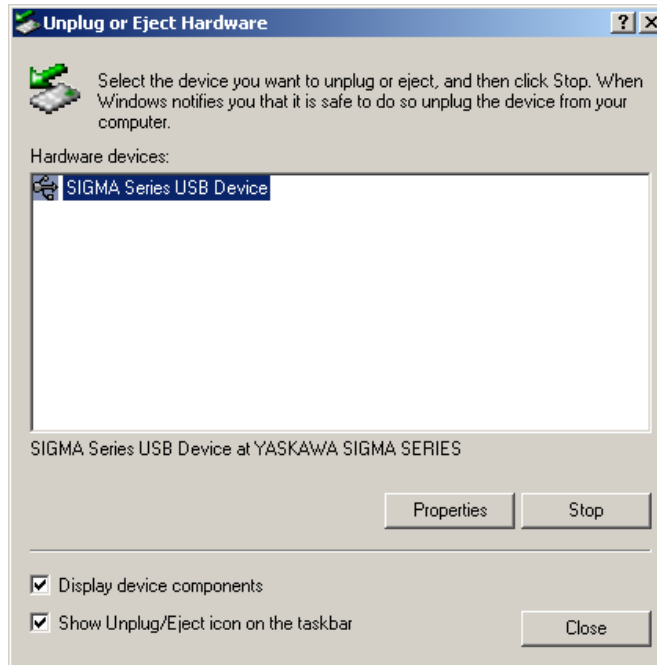 Unplug or Eject Hardware
Select the device you want to unplug or eject, and then click Stop. When
Windows notifies you that it is safe to do so unplug the device from your
computer.
Hardware devices:
SIGMA Series USB Device
SIGMA Series USB Device at YASKAWA SIGMA SERIES
Properties
Stop
Display device components
Show Unplug/Eject icon on the taskbar
Close